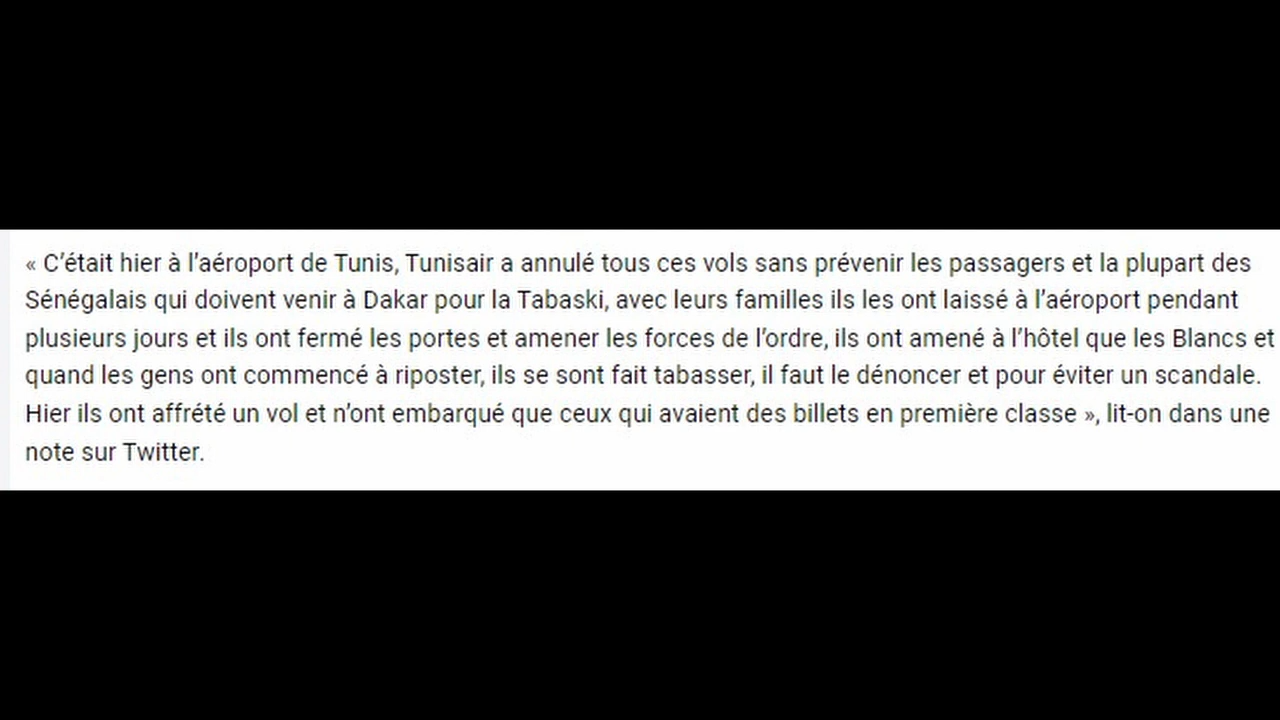 « C’était hier à l’aéroport de Tunis, Tunisair a annulé tous ces vols sans prévenir les passagers et la plupart des
Sénégalais qui doivent venir à Dakar pour la Tabaski, avec leurs familles ils les ont laissé à l’aéroport pendant
plusieurs jours et ils ont fermé les portes et amener les forces de l’ordre, ils ont amené à l’hôtel que les Blancs et
quand les gens ont commencé à riposter, ils se sont fait tabasser, il faut le dénoncer et pour éviter un scandale.
Hier ils ont affrété un vol et n’ont embarqué que ceux qui avaient des billets en première classe », lit-on dans une
note sur Twitter.